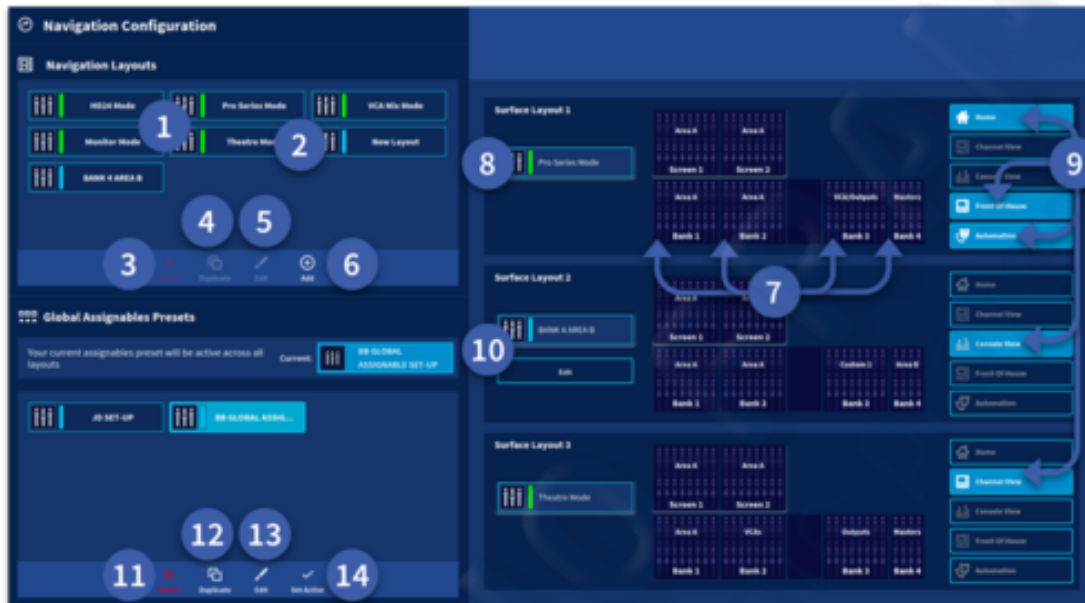 Navigation Configuration
Navigation Layouts
HD24 Mode
Pro Series Mode
VCA Mix Mode
1
2
Monitor Mode
Theatre Mod
New Layout
BANK 4 AREA B
3
4
5
6
Delete
Duplicate
Edit
Add
Global Assignables Presets
Your current assignables preset will be active across all
layouts
Current:
BB GLOBAL
ASSIGNABLE SET-UP
JD SET-UP
BB GLOBAL ASSIG...
11
12
13
14
Delete
Duplicate
Edit
Set Active
Surface Layout 1
8
Pro Series Mode
Area A
Area A
Screen 1
Screen 2
Area A
Area A
VCA/Outputs
Masters
Bank 1
Bank 2
Bank 3
Bank 4
7
Home
Channel View
Console View
Front Of House
Automation
9
Surface Layout 2
BANK 4 AREA B
10
Edit
Area A
Screen 1
Screen 2
Area A
Area A
Custom 1
Area B
Bank 1
Bank 2
Bank 3
Bank 4
Home
Channel View
Console View
Front Of House
Automation
Surface Layout 3
Theatre Mode
Area A
Area A
Screen 1
Screen 2
Area A
VCAs
Outputs
Masters
Bank 1
Bank 2
Bank 3
Bank 4
Home
Channel View
Console View
Front Of House
Automation